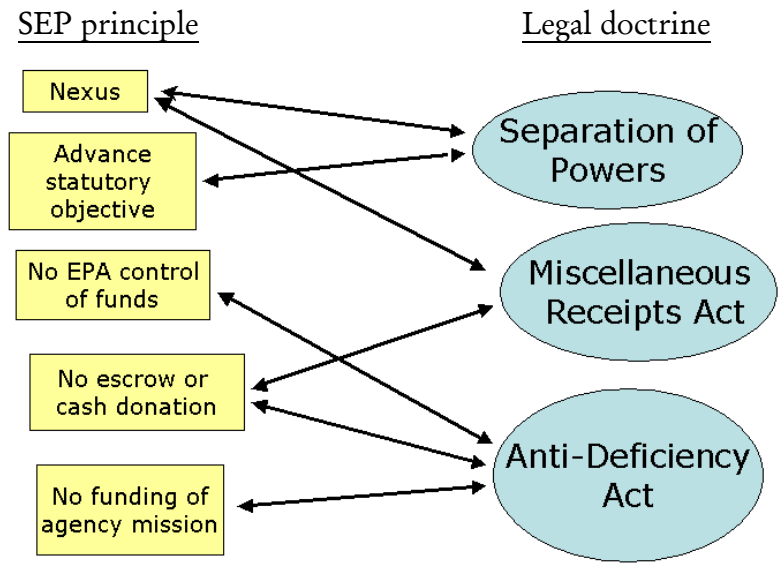 SEP principle
Legal doctrine
Nexus
Advance
statutory
objective
No EPA control
of funds
No escrow or
cash donation
No funding of
agency mission
Separation of
Powers
Miscellaneous
Receipts Act
Anti-Deficiency
Act